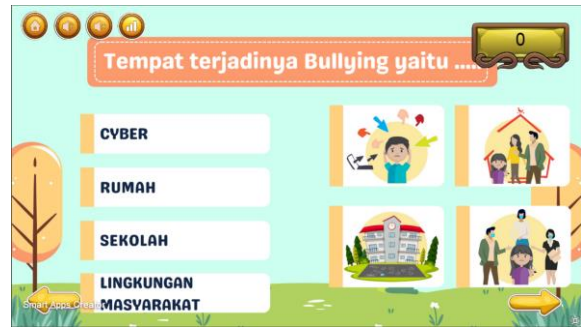 0
Tempat terjadinya Bullying yaitu .....
CYBER
RUMAH
SEKOLAH
LINGKUNGAN
MASYARAKAT
Smart Apps Creator